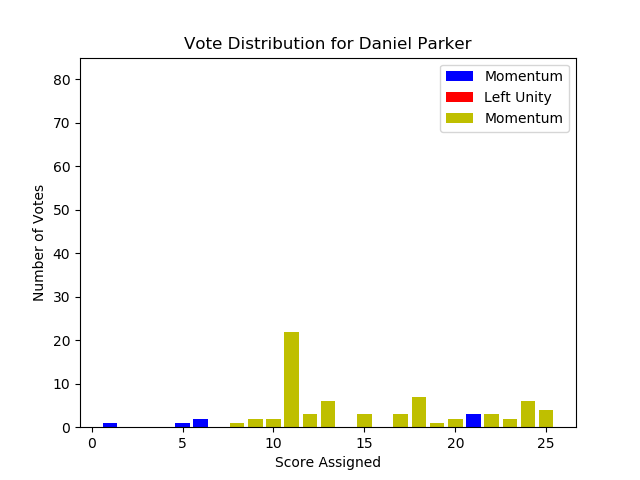 Vote Distribution for Daniel Parker
Momentum
Left Unity
Momentum
80
70
60
50
40
30
20
10
0
Number of Votes
0 5 10 15 20 25
Score Assigned